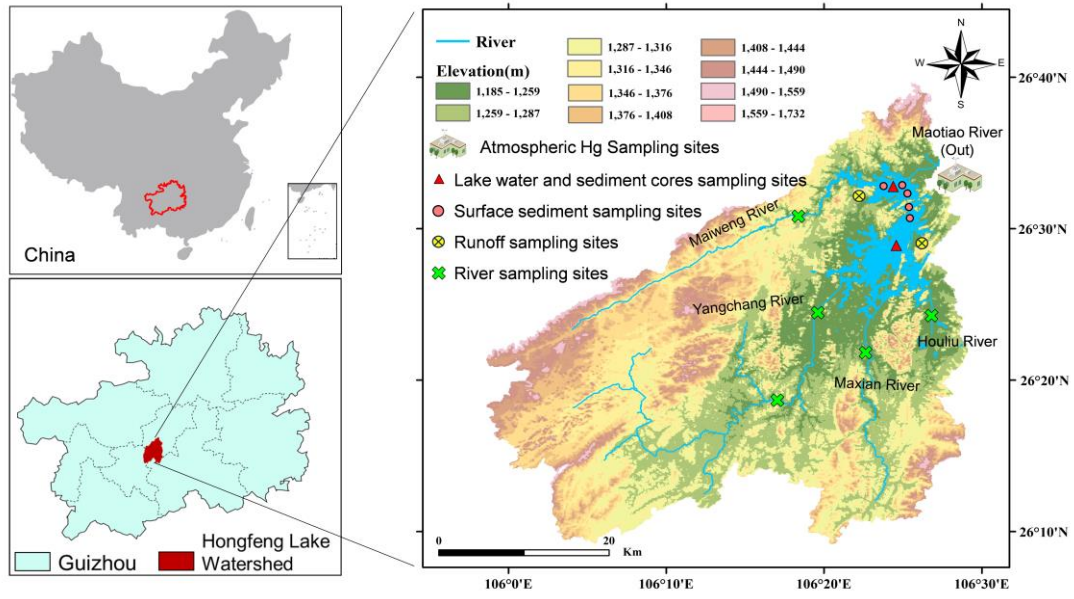 China
Guizhou
Hongfeng Lake
Watershed
River
Elevation(m)
1,185 - 1,259
1,259 - 1,287
1,287 - 1,316
1,316 - 1,346
1,346 - 1,376
1,376 - 1,408
1,408 - 1,444
1,444 - 1,490
1,490 - 1,559
1,559 - 1,732
Atmospheric Hg Sampling sites
Lake water and sediment cores sampling sites
Surface sediment sampling sites
Runoff sampling sites
River sampling sites
N
W
E
S
Maotiao River
(Out)
Maiweng River
Yangchang River
Houliu River
Maxian River
26°40'N
26°30'N
26°20'N
26°10'N
0
20
Km
106°0'E
106°10'E
106°20'E
106°30'E